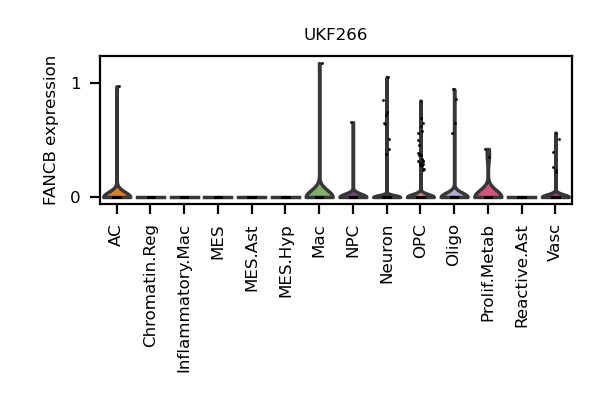 UKF266
FANCB expression
1
0
AC
Chromatin.Reg
Inflammatory.Mac
MES
MES.Ast
MES.Hyp
Mac
NPC
Neuron
OPC
Oligo
Prolif.Metab
Reactive.Ast
Vasc